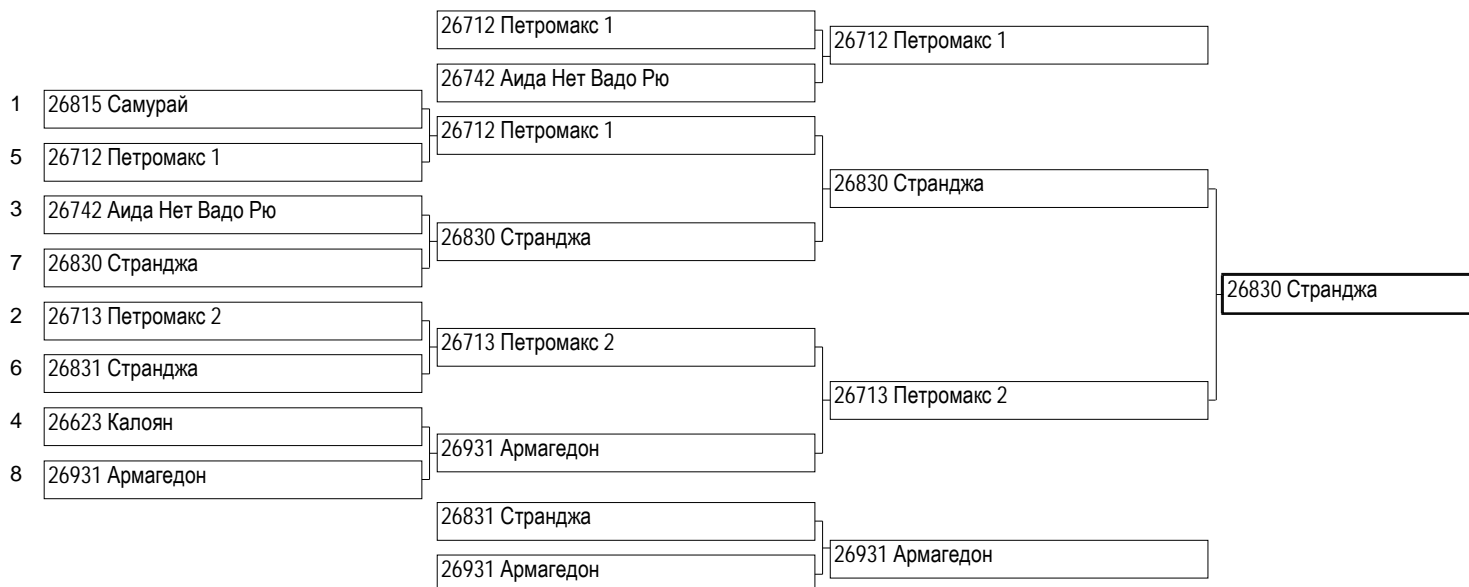 26712 Петромакс 1
26712 Петромакс 1
26742 Аида Нет Вадо Рю
1 26815 Самурай
26712 Петромакс 1
5 26712 Петромакс 1
26830 Странджа
3 26742 Аида Нет Вадо Рю
26830 Странджа
7 26830 Странджа
26830 Странджа
2 26713 Петромакс 2
26713 Петромакс 2
6 26831 Странджа
26713 Петромакс 2
4 26623 Калоян
26931 Армагедон
8 26931 Армагедон
26831 Странджа
26931 Армагедон
26931 Армагедон